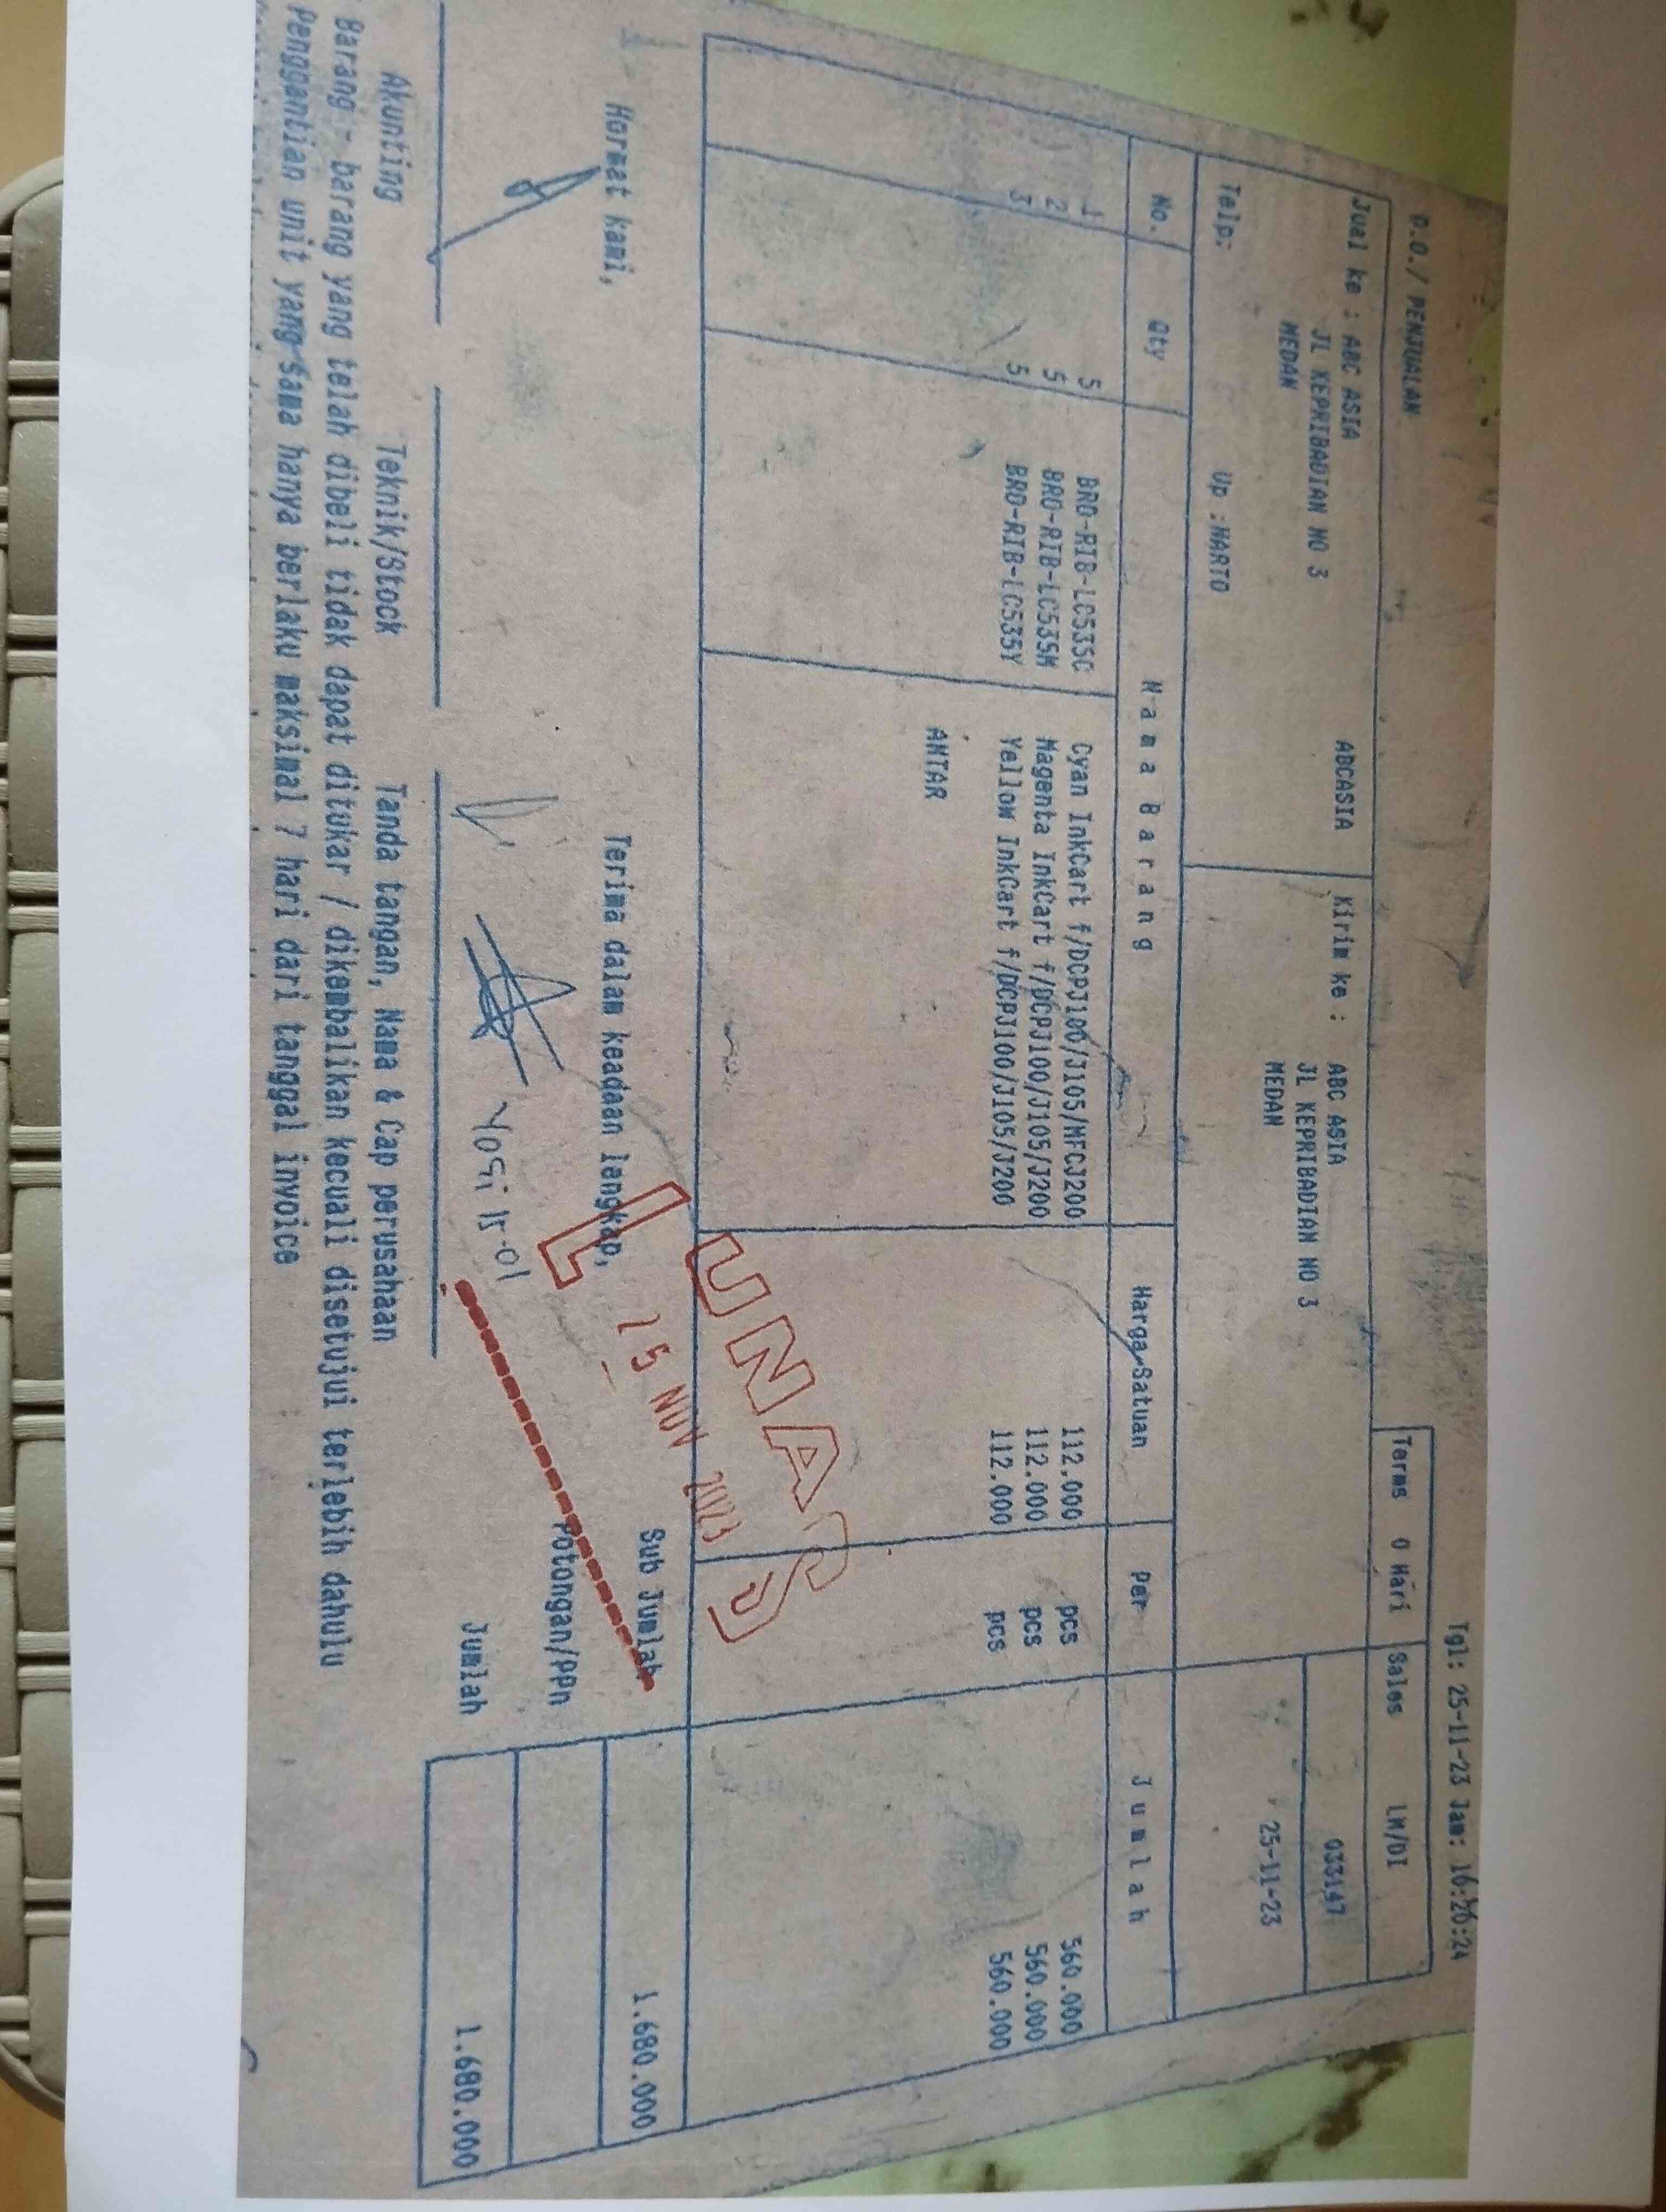 Tgl: 25-11-23 Jam: 16:20:24
D.O./ PENJUALAN
Terms 0 Hari Sales LM/DI
Jual ke : ABC ASIA ABCASIA Kirim ke : ABC ASIA
JL KEPRIBADIAN NO 3 JL KEPRIBADIAN NO 3 033147
MEDAN MEDAN 25-11-23
Telp: Up :NARTO
No. Qty Nama Barang Harga Satuan Per Jumlah
1 5 BRO-RIB-LC535C Cyan InkCart f/DCPJ100/J105/MFCJ200 112.000 pcs 560.000
2 5 BRO-RIB-LC535M Magenta InkCart f/DCPJ100/J105/J200 112.000 pcs 560.000
3 5 BRO-RIB-LC535Y Yellow InkCart f/DCPJ100/J105/J200 112.000 pcs 560.000
ANTAR
LUNAS
NOV 2023
Hormat kami, Terima dalam keadaan lengkap, Sub Jumlah 1.680.000
Potongan/PPn
Yosi 15.01
Jumlah 1.680.000
Akunting Teknik/Stock Tanda tangan, Nama & Cap perusahaan
Barang - barang yang telah dibeli tidak dapat ditukar / dikembalikan kecuali disetujui terlebih dahulu
Penggantian unit yang sama hanya berlaku maksimal 7 hari dari tanggal invoice